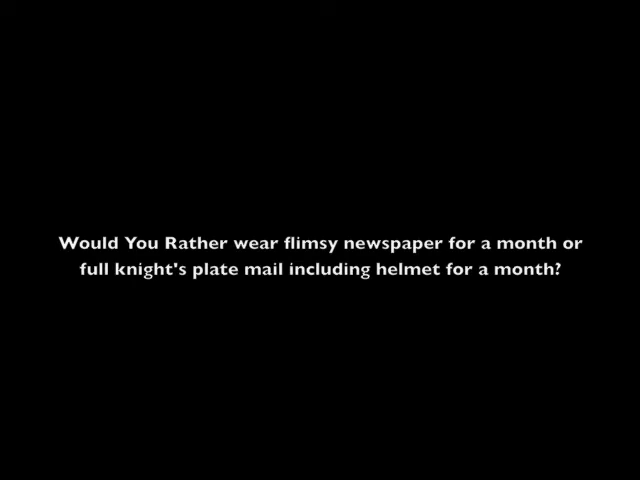 Would You Rather wear flimsy newspaper for a month or
full knight's plate mail including helmet for a month?